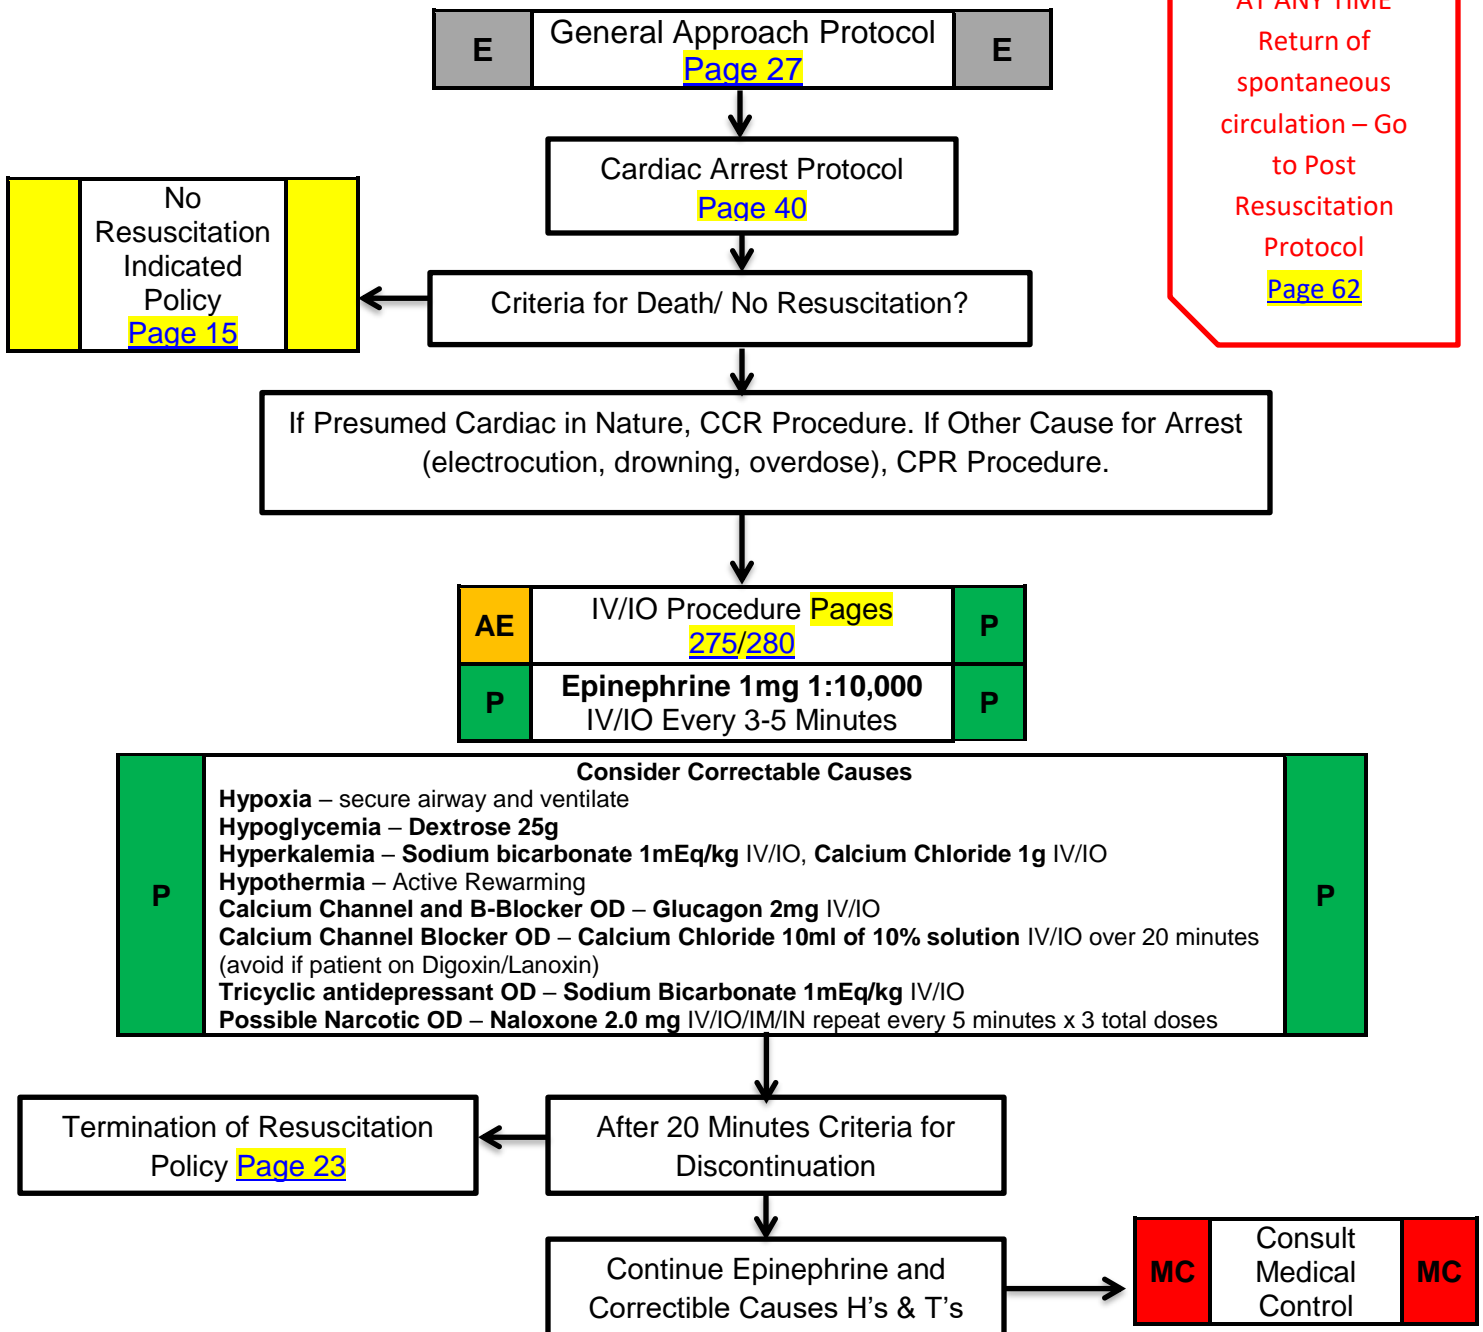 E
General Approach Protocol
Page 27
E
AT ANY TIME
Return of
spontaneous
circulation – Go
to Post
Resuscitation
Protocol
Page 62
Cardiac Arrest Protocol
Page 40
No
Resuscitation
Indicated
Policy
Page 15
Criteria for Death/ No Resuscitation?
If Presumed Cardiac in Nature, CCR Procedure. If Other Cause for Arrest
(electrocution, drowning, overdose), CPR Procedure.
AE
IV/IO Procedure Pages
275/280
P
P
Epinephrine 1mg 1:10,000
IV/IO Every 3-5 Minutes
P
P
Consider Correctable Causes
Hypoxia – secure airway and ventilate
Hypoglycemia – Dextrose 25g
Hyperkalemia – Sodium bicarbonate 1mEq/kg IV/IO, Calcium Chloride 1g IV/IO
Hypothermia – Active Rewarming
Calcium Channel and B-Blocker OD – Glucagon 2mg IV/IO
Calcium Channel Blocker OD – Calcium Chloride 10ml of 10% solution IV/IO over 20 minutes
(avoid if patient on Digoxin/Lanoxin)
Tricyclic antidepressant OD – Sodium Bicarbonate 1mEq/kg IV/IO
Possible Narcotic OD – Naloxone 2.0 mg IV/IO/IM/IN repeat every 5 minutes x 3 total doses
P
Termination of Resuscitation
Policy Page 23
After 20 Minutes Criteria for
Discontinuation
Continue Epinephrine and
Correctible Causes H's & T's
MC
Consult
Medical
Control
MC